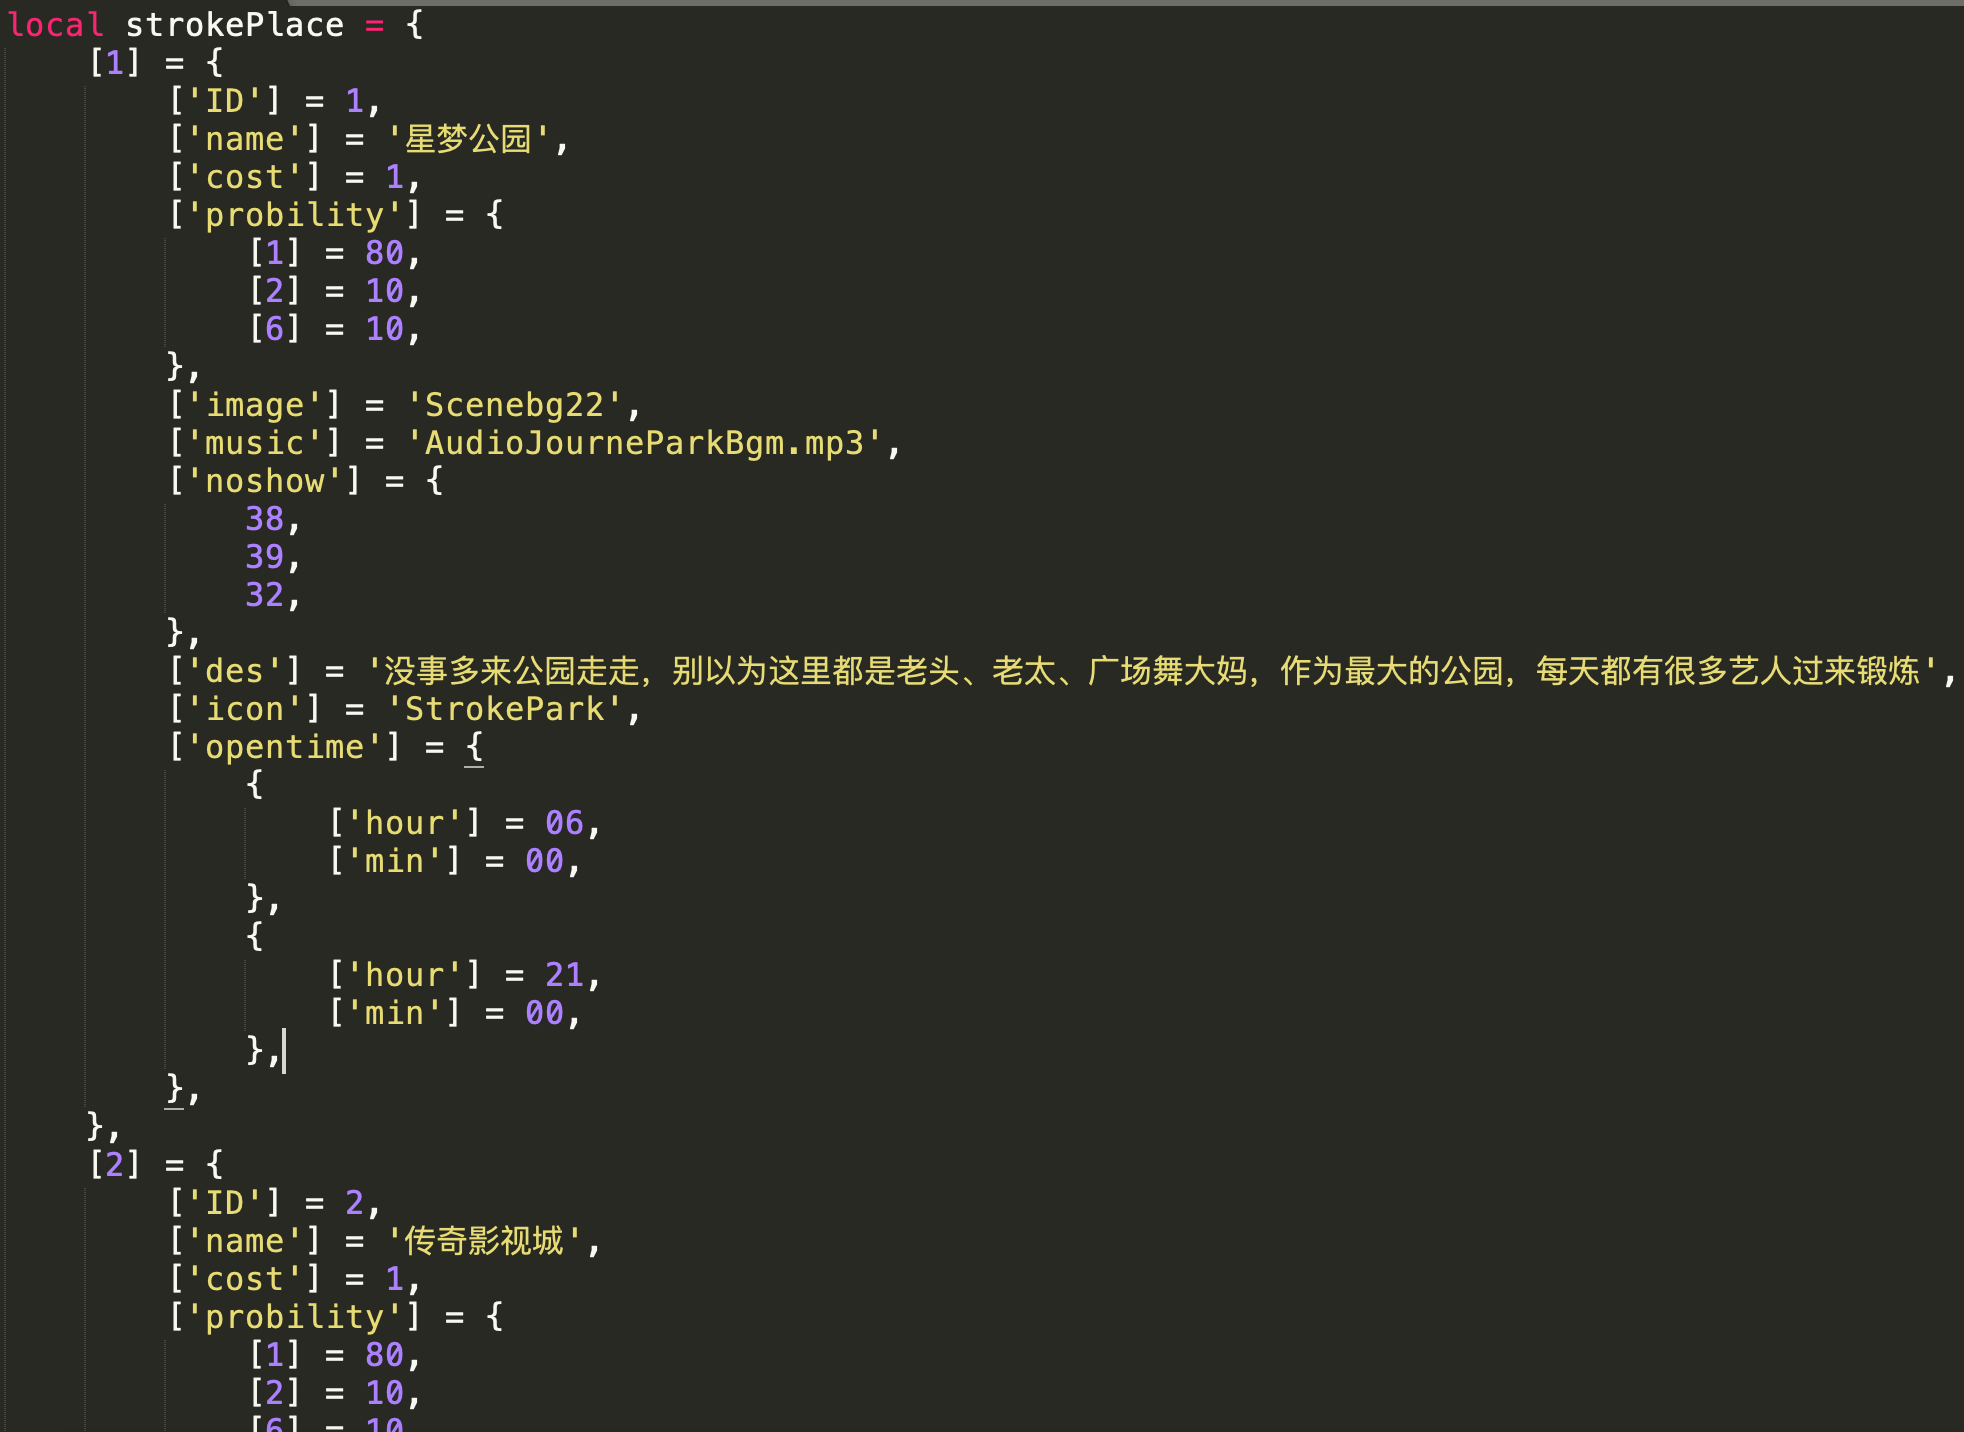 local strokePlace = {
    [1] = {
        ['ID'] = 1,
        ['name'] = '星梦公园',
        ['cost'] = 1,
        ['probility'] = {
            [1] = 80,
            [2] = 10,
            [6] = 10,
        },
        ['image'] = 'Scenebg22',
        ['music'] = 'AudioJourneParkBgm.mp3',
        ['noshow'] = {
            38,
            39,
            32,
        },
        ['des'] = '没事多来公园走走，别以为这里都是老头、老太、广场舞大妈，作为最大的公园，每天都有很多艺人过来锻炼',
        ['icon'] = 'StrokePark',
        ['opentime'] = {
            {
                ['hour'] = 06,
                ['min'] = 00,
            },
            {
                ['hour'] = 21,
                ['min'] = 00,
            },
        },
    },
    [2] = {
        ['ID'] = 2,
        ['name'] = '传奇影视城',
        ['cost'] = 1,
        ['probility'] = {
            [1] = 80,
            [2] = 10,
            [6] = 10